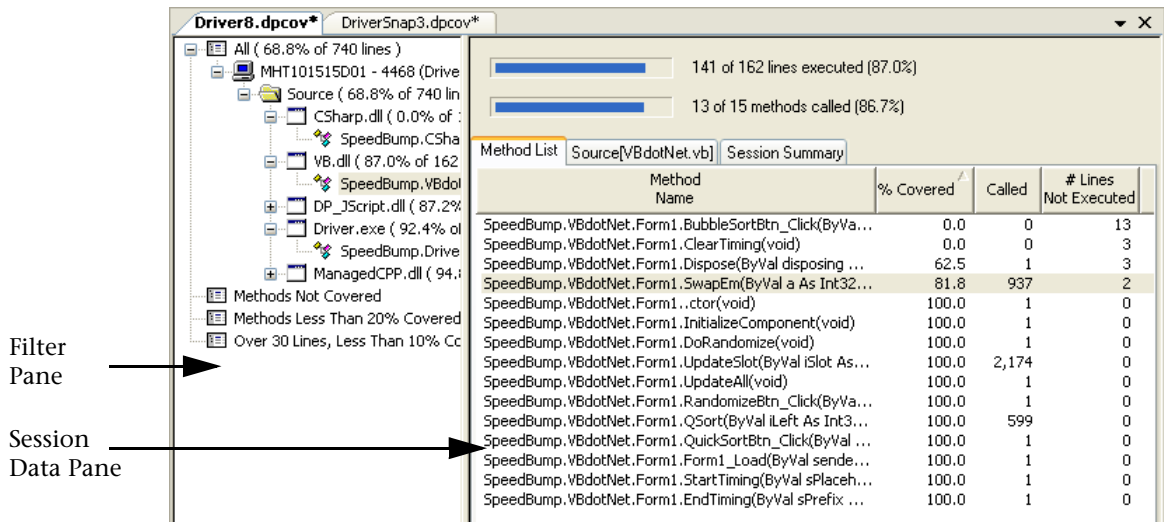 Driver8.dpcov* DriverSnap3.dpcov*
All ( 68.8% of 740 lines )
MHT101515D01 - 4468 (Drive
Source ( 68.8% of 740 lin
CSharp.dll ( 0.0% of
SpeedBump.CSha
VB.dll ( 87.0% of 162
SpeedBump.VBdot
DP_JScript.dll ( 87.2%
Driver.exe ( 92.4% of
SpeedBump.Drive
ManagedCPP.dll ( 94.
Methods Not Covered
Methods Less Than 20% Covered
Over 30 Lines, Less Than 10% Co
Filter
Pane
Session
Data Pane
141 of 162 lines executed (87.0%)
13 of 15 methods called (86.7%)
Method List Source[VBdotNet.vb] Session Summary
Method Name % Covered Called # Lines Not Executed
SpeedBump.VBdotNet.Form1.BubbleSortBtn_Click(ByVa... 0.0 0 13
SpeedBump.VBdotNet.Form1.ClearTiming(void) 0.0 0 3
SpeedBump.VBdotNet.Form1.Dispose(ByVal disposing ... 62.5 1 3
SpeedBump.VBdotNet.Form1.SwapEm(ByVal a As Int32... 81.8 937 2
SpeedBump.VBdotNet.Form1..ctor(void) 100.0 1 0
SpeedBump.VBdotNet.Form1.InitializeComponent(void) 100.0 1 0
SpeedBump.VBdotNet.Form1.DoRandomize(void) 100.0 1 0
SpeedBump.VBdotNet.Form1.UpdateSlot(ByVal iSlot As... 100.0 2,174 0
SpeedBump.VBdotNet.Form1.UpdateAll(void) 100.0 1 0
SpeedBump.VBdotNet.Form1.RandomizeBtn_Click(ByVa... 100.0 1 0
SpeedBump.VBdotNet.Form1.QSort(ByVal iLeft As Int3... 100.0 599 0
SpeedBump.VBdotNet.Form1.QuickSortBtn_Click(ByVal ... 100.0 1 0
SpeedBump.VBdotNet.Form1.Form1_Load(ByVal sende... 100.0 1 0
SpeedBump.VBdotNet.Form1.StartTiming(ByVal sPlaceh... 100.0 1 0
SpeedBump.VBdotNet.Form1.EndTiming(ByVal sPrefix ... 100.0 1 0